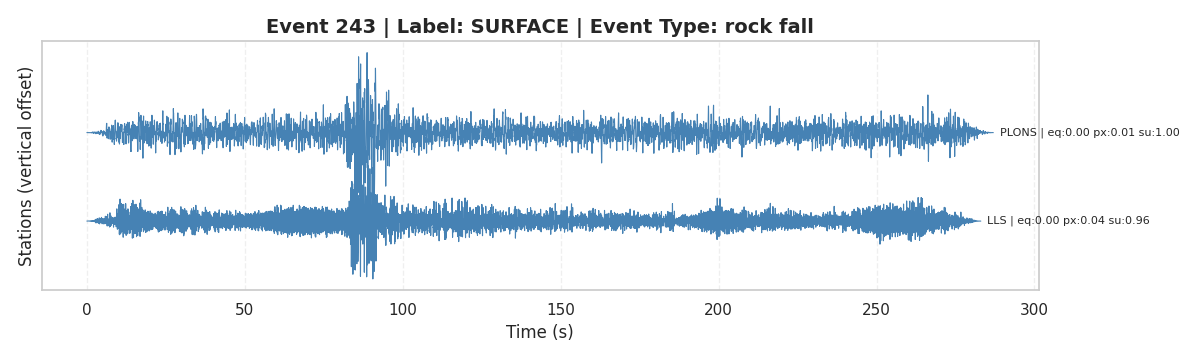 Event 243 | Label: SURFACE | Event Type: rock fall
Stations (vertical offset)
PLONS | eq:0.00 px:0.01 su:1.00
LLS | eq:0.00 px:0.04 su:0.96
0 50 100 150 200 250 300
Time (s)